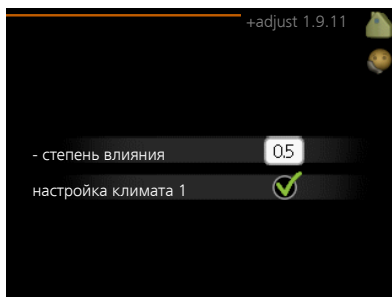 +adjust 1.9.11
- степень влияния 0.5
настройка климата 1